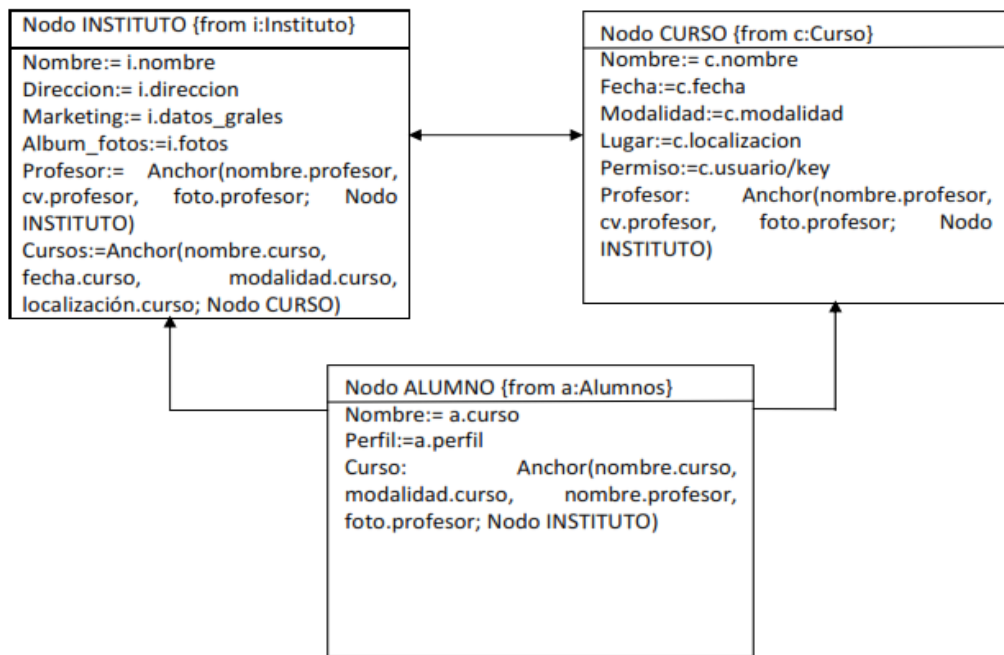 Nodo INSTITUTO {from i:Instituto}
Nombre:= i.nombre
Direccion:= i.direccion
Marketing:= i.datos_grales
Album_fotos:=i.fotos
Profesor:= Anchor(nombre.profesor,
cv.profesor, foto.profesor; Nodo
INSTITUTO)
Cursos:=Anchor(nombre.curso,
fecha.curso, modalidad.curso,
localización.curso; Nodo CURSO)
Nodo CURSO {from c:Curso}
Nombre:= c.nombre
Fecha:=c.fecha
Modalidad:=c.modalidad
Lugar:=c.localizacion
Permiso:=c.usuario/key
Profesor: Anchor(nombre.profesor,
cv.profesor, foto.profesor; Nodo
INSTITUTO)
Nodo ALUMNO {from a:Alumnos}
Nombre:= a.curso
Perfil:=a.perfil
Curso: Anchor(nombre.curso,
modalidad.curso, nombre.profesor,
foto.profesor; Nodo INSTITUTO)